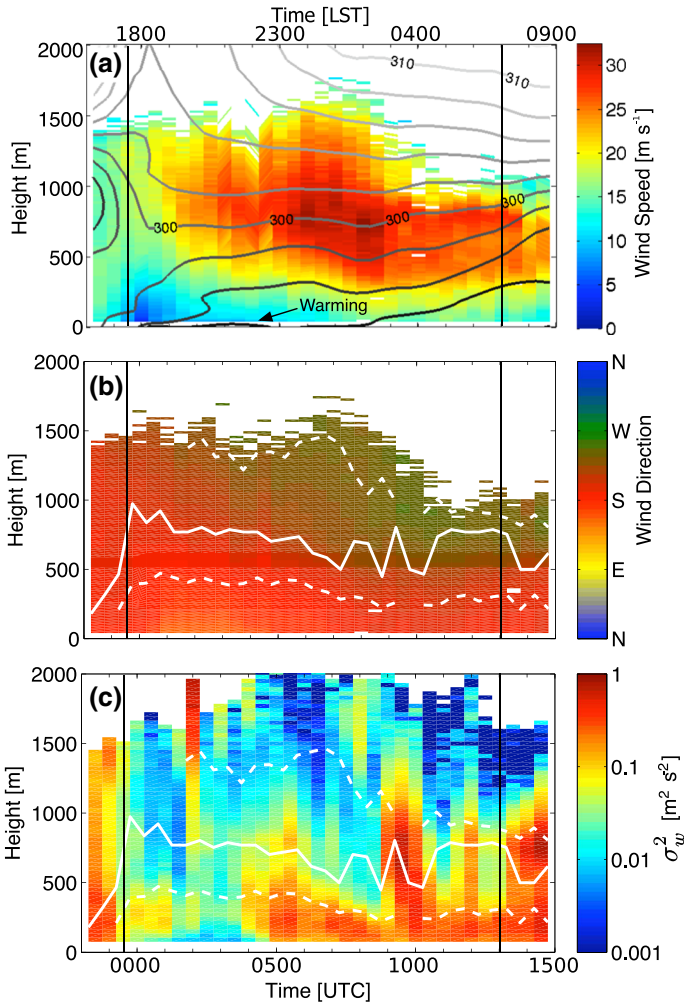 Time [LST]
1800 2300 0400 0900
(a)
2000
1500
1000
500
0
Height [m]
310
310
300
300
300
300
Warming
30
25
20
15
10
5
0
Wind Speed [m s⁻¹]
(b)
2000
1500
1000
500
0
Height [m]
N
W
S
E
N
Wind Direction
(c)
2000
1500
1000
500
0
Height [m]
1
0.1
0.01
0.001
σ²w [m² s⁻²]
0000 0500 1000 1500
Time [UTC]